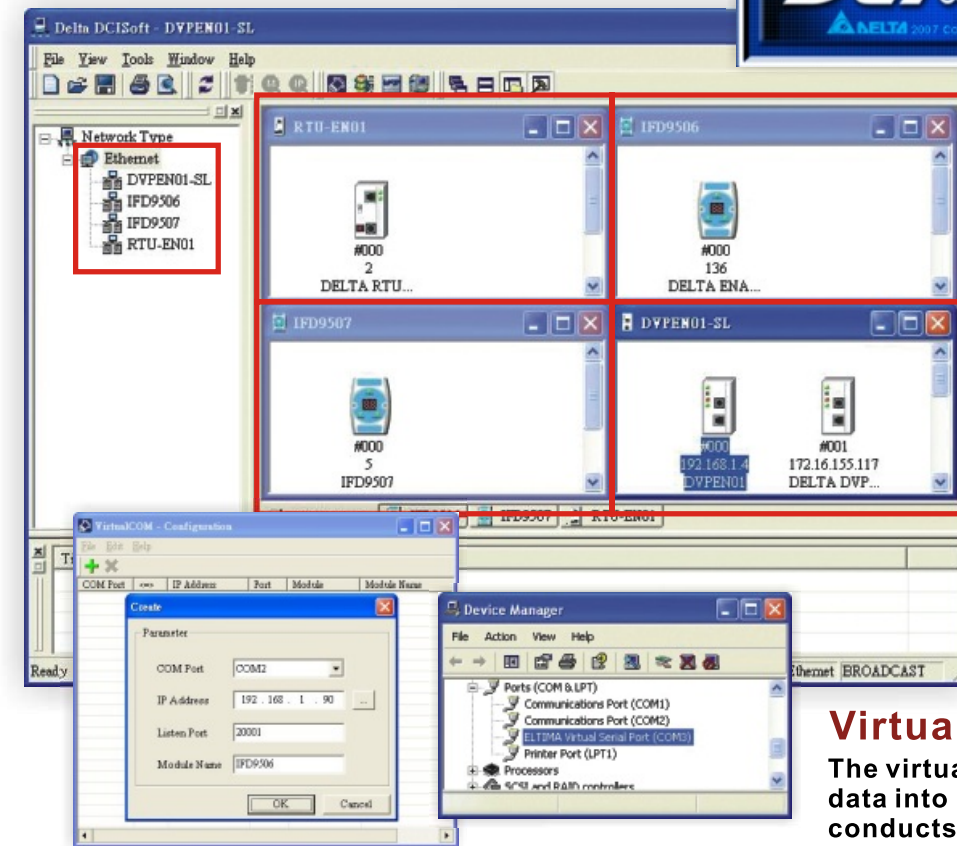 DELTA 2007 Co
Delta DCISoft - DVPEN01-SL
File View Tools Window Help
Network Type
Ethernet
DVPEN01-SL
IFD9506
IFD9507
RTU-EN01
RTU-EN01
#000
2
DELTA RTU...
IFD9506
#000
136
DELTA ENA...
IFD9507
#000
5
IFD9507
DVPEN01-SL
#000
192.168.1.4
DVPEN01
#001
172.16.155.117
DELTA DVP...
IFD9507
RTU-EN01
Ready
Ethernet BROADCAST
VirtualCOM - Configuration
File Edit Help
COM Port <=> IP Address Port Module Module Name
Create
Parameter
COM Port COM2
IP Address 192 . 168 . 1 . 90 ...
Listen Port 20001
Module Name IFD9506
OK Cancel
Device Manager
File Action View Help
Ports (COM & LPT)
Communications Port (COM1)
Communications Port (COM2)
ELTIMA Virtual Serial Port (COM3)
Printer Port (LPT1)
Processors
SCSI and RAID controllers
Virtua
The virtua
data into
conducts